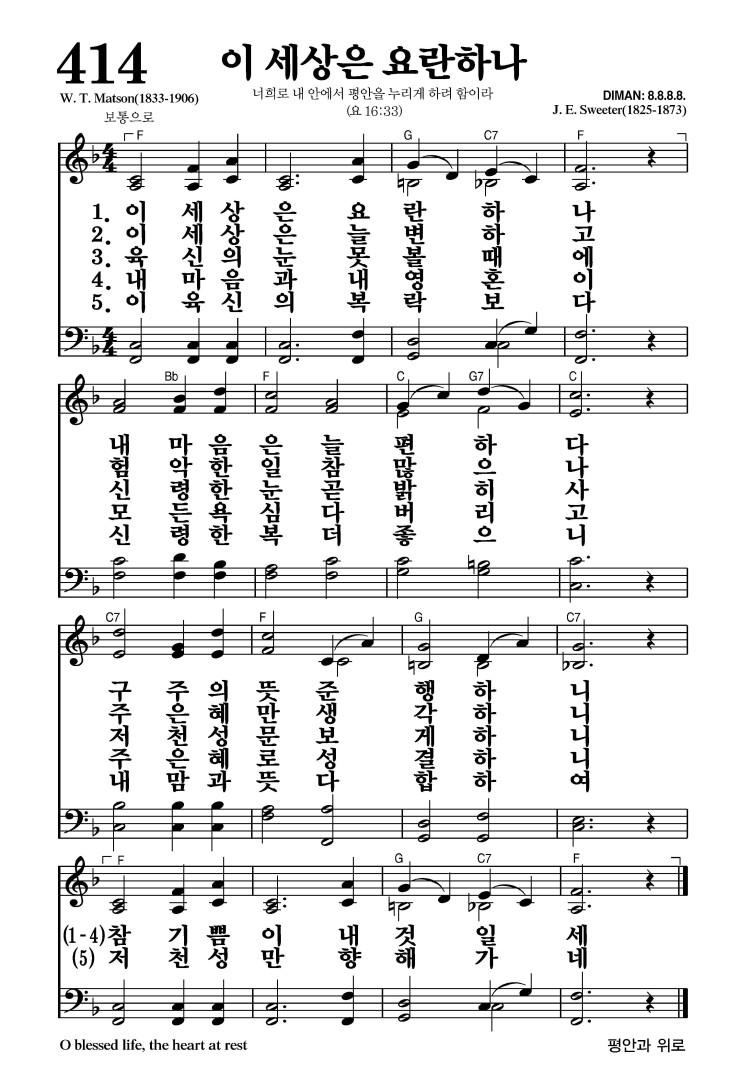 414 이 세상은 요란하나
W. T. Matson(1833-1906) 너희로 내 안에서 평안을 누리게 하려 함이라 DIMAN: 8.8.8.8.
보통으로 (요 16:33) J. E. Sweeter(1825-1873)
F G C7 F
4 4
1. 이 세 상 은 요 란 하 나
2. 이 세 상 은 늘 변 하 고
3. 육 신 의 눈 못 볼 때 에
4. 내 마 음 과 내 영 혼 이
5. 이 육 신 의 복 락 보 다
4 4
Bb F C G7 C
내 마 음 은 늘 편 하 다
험 악 한 일 참 많 으 나
신 령 한 눈 곧 밝 히 사
모 든 욕 심 다 버 리 고
신 령 한 복 더 좋 으 니
C7 F G C7
구 주 의 뜻 준 행 하 니
주 은 혜 만 생 각 하 니
저 천 성 문 보 게 하 니
주 은 혜 로 성 결 하 니
내 맘 과 뜻 다 합 하 여
F G C7 F
(1-4) 참 기 쁨 이 내 것 일 세
(5) 저 천 성 만 향 해 가 네
O blessed life, the heart at rest 평안과 위로